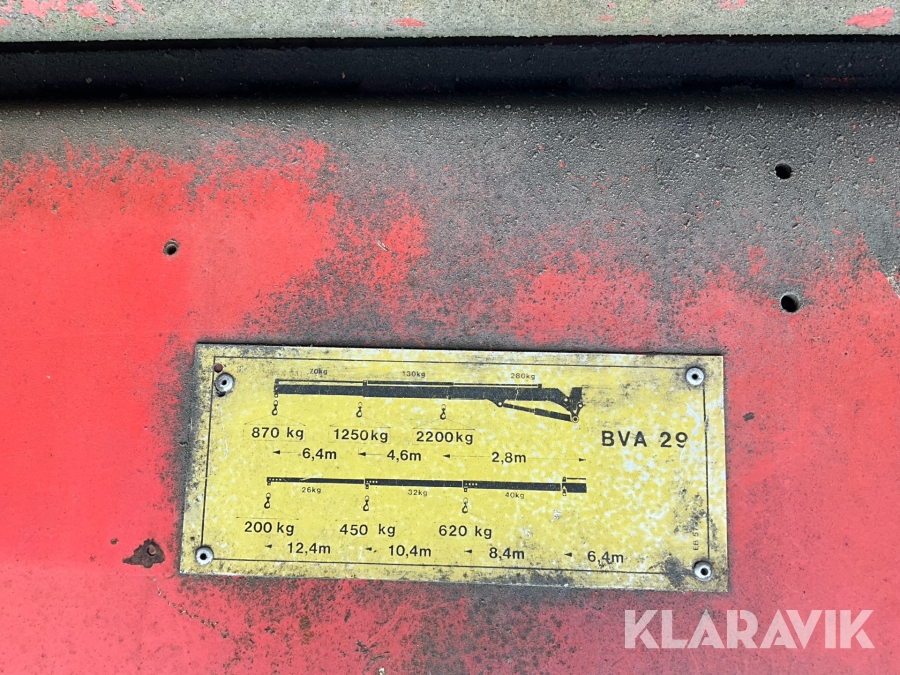 70kg 130kg 280kg
870 kg 1250kg 2200kg
BVA 29
6,4m 4,6m 2,8m
26kg 32kg 40kg
200 kg 450 kg 620 kg
12,4m 10,4m 8,4m 6,4m
KLARAVIK